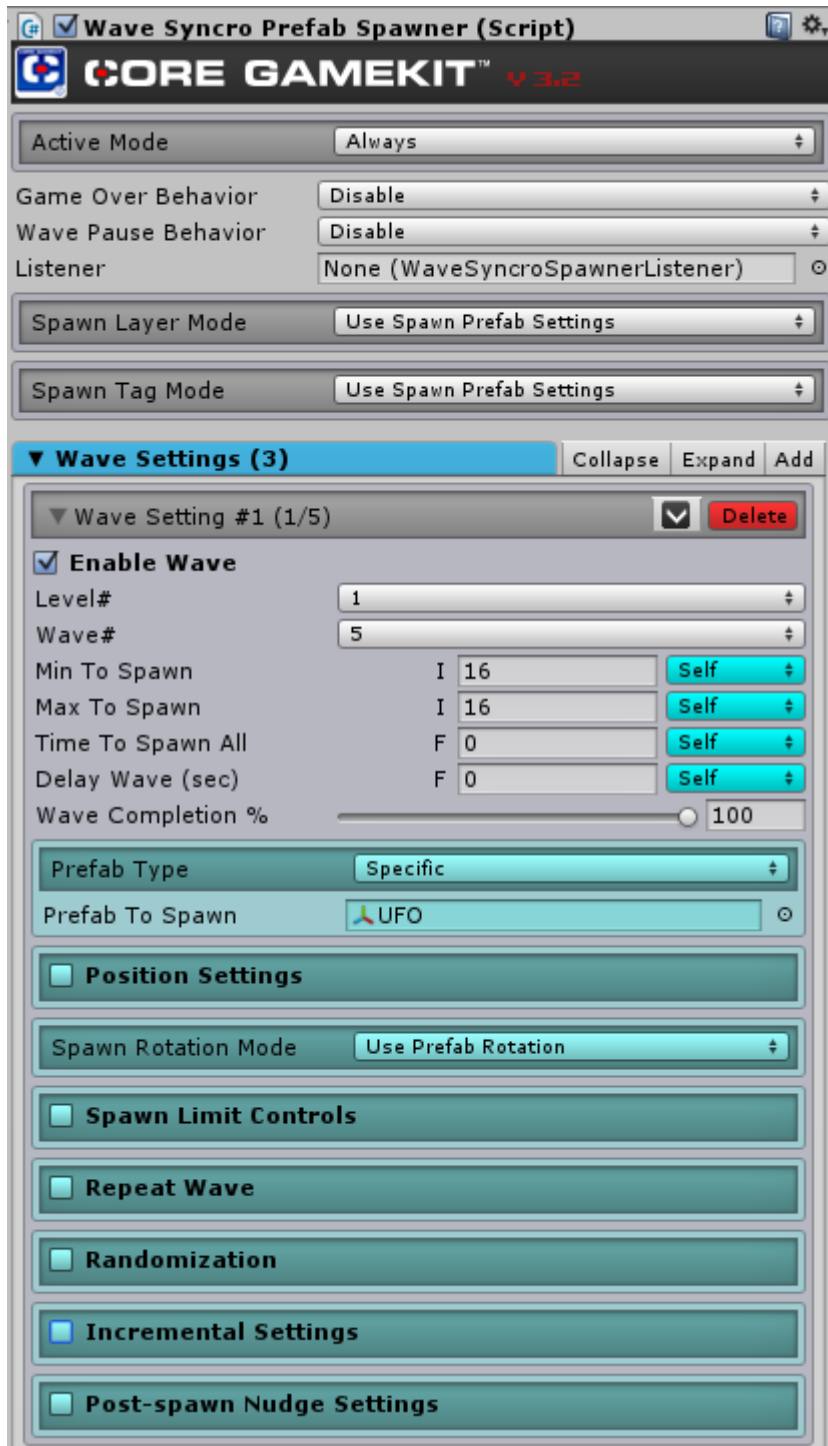 Wave Syncro Prefab Spawner (Script)
CORE GAMEKIT™ V 3.2
Active Mode Always
Game Over Behavior Disable
Wave Pause Behavior Disable
Listener None (WaveSyncroSpawnerListener)
Spawn Layer Mode Use Spawn Prefab Settings
Spawn Tag Mode Use Spawn Prefab Settings
Wave Settings (3) Collapse Expand Add
Wave Setting #1 (1/5) Delete
Enable Wave
Level# 1
Wave# 5
Min To Spawn I 16 Self
Max To Spawn I 16 Self
Time To Spawn All F 0 Self
Delay Wave (sec) F 0 Self
Wave Completion % 100
Prefab Type Specific
Prefab To Spawn UFO
Position Settings
Spawn Rotation Mode Use Prefab Rotation
Spawn Limit Controls
Repeat Wave
Randomization
Incremental Settings
Post-spawn Nudge Settings